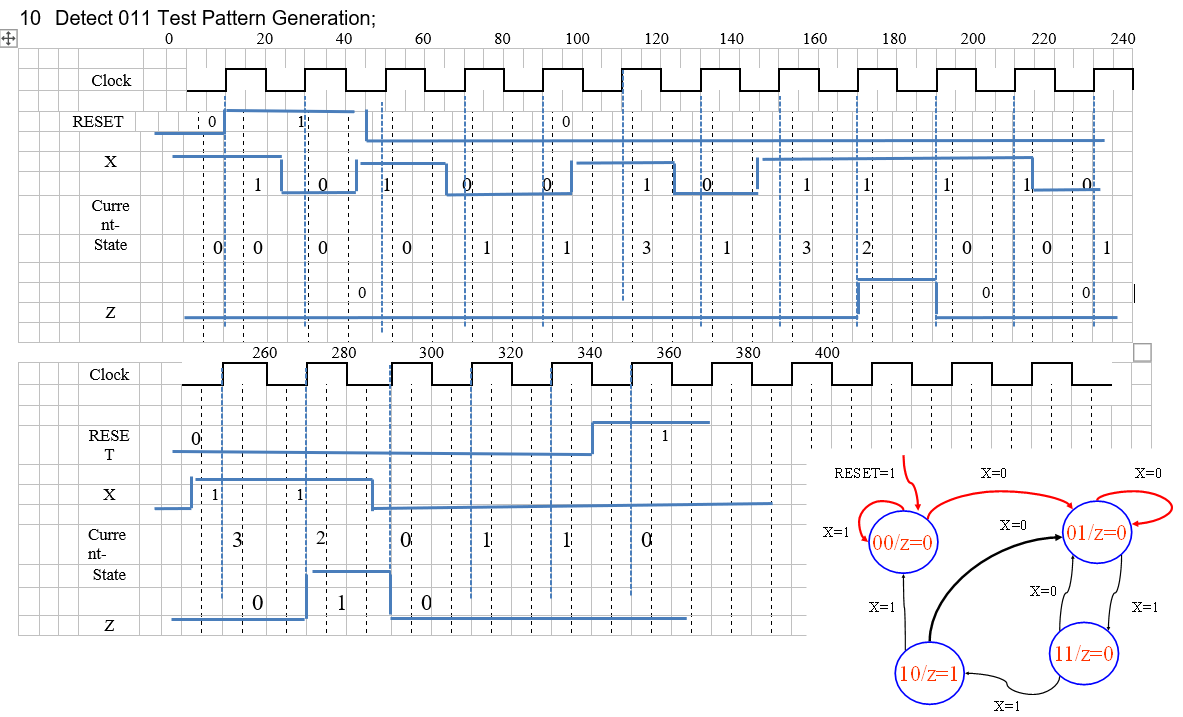 10 Detect 011 Test Pattern Generation;
0 20 40 60 80 100 120 140 160 180 200 220 240
Clock
RESET 0 1 0
X
1 0 1 0 0 1 0 1 1 1 1 0
Curre
nt-
State 0 0 0 0 1 1 3 1 3 2 0 0 1
0 0 0
Z
260 280 300 320 340 360 380 400
Clock
RESE 0 1
T
X 1 1
Curre 3 2 0 1 1 0
nt-
State
0 1 0
Z
RESET=1 X=0 X=0
X=1 00/z=0 X=0 01/z=0
X=1 X=0 X=1
10/z=1 11/z=0
X=1